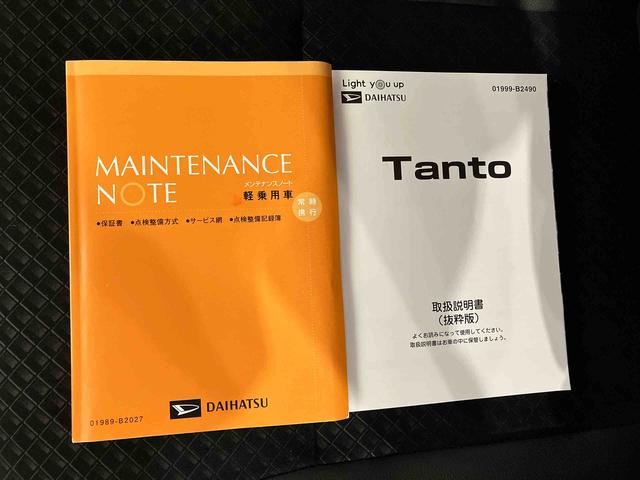 MAINTENANCE
NOTE
メンテナンスノート
軽乗用車
常時
携行
•保証書 •点検整備方式 •サービス網 •点検整備記録簿
DAIHATSU
01989-B2027
Light you up
DAIHATSU
01999-B2490
Tanto
取扱説明書
(抜粋版)
よくお読みになって使用してください。
取扱説明書はお車の中に保管しましょう。